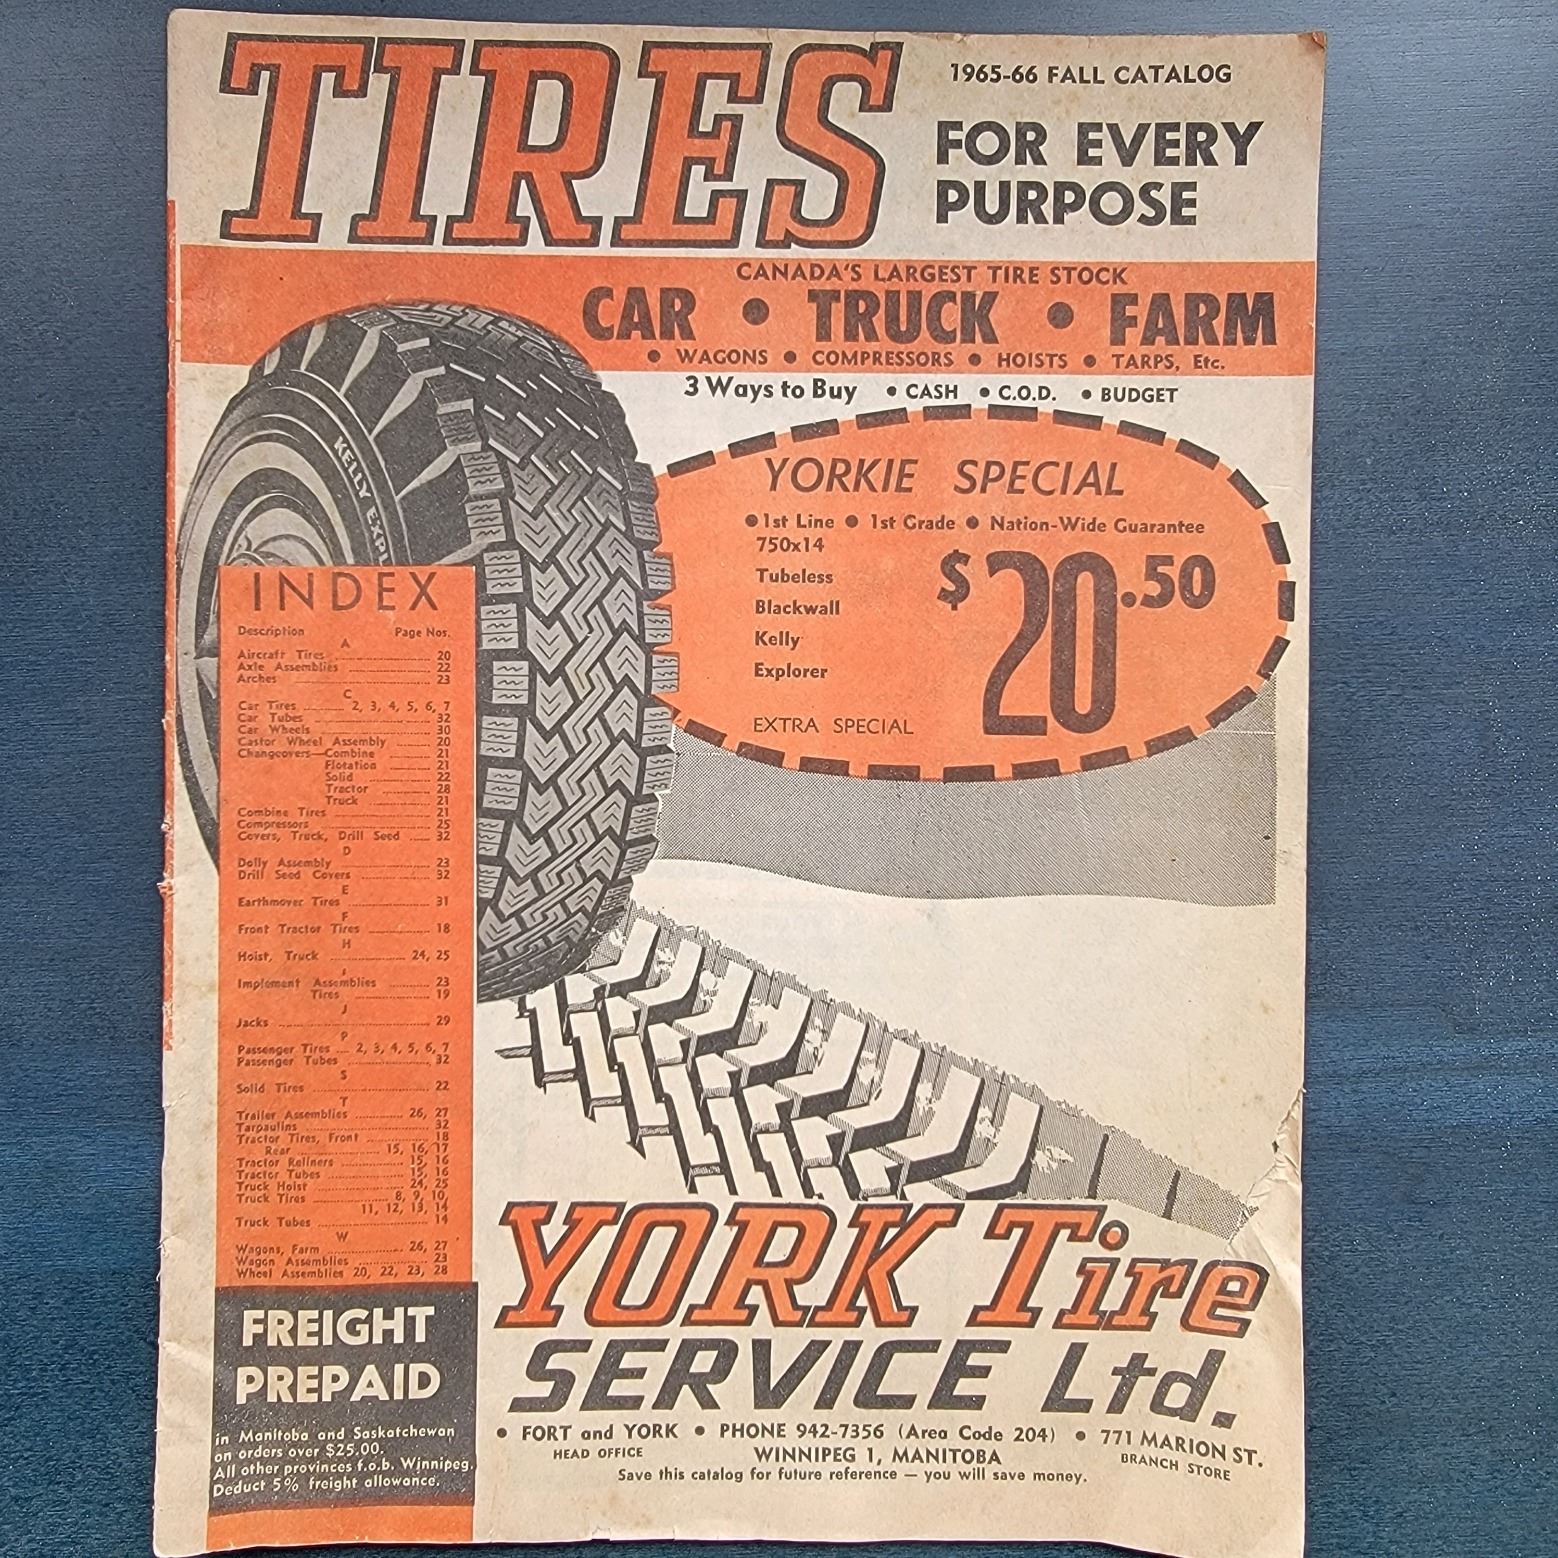 TIRES
1965-66 FALL CATALOG
FOR EVERY
PURPOSE
CANADA'S LARGEST TIRE STOCK
CAR • TRUCK • FARM
• WAGONS • COMPRESSORS • HOISTS • TARPS, Etc.
3 Ways to Buy • CASH • C.O.D. • BUDGET
KELLY EXPL
YORKIE SPECIAL
• 1st Line • 1st Grade • Nation-Wide Guarantee
750x14
Tubeless
Blackwall
Kelly
Explorer
$20.50
EXTRA SPECIAL
INDEX
Description Page Nos.
A
Aircraft Tires 20
Axle Assemblies 22
Arches 23
C
Car Tires 2, 3, 4, 5, 6, 7
Car Tubes 32
Car Wheels 30
Castor Wheel Assembly 20
Changeovers—Combine 21
Flotation 21
Solid 22
Tractor 28
Truck 21
Combine Tires 21
Compressors 25
Covers, Truck, Drill Seed 32
D
Dolly Assembly 23
Drill Seed Covers 32
E
Earthmover Tires 31
F
Front Tractor Tires 18
H
Hoist, Truck 24, 25
I
Implement Assemblies 23
Tires 19
J
Jacks 29
P
Passenger Tires 2, 3, 4, 5, 6, 7
Passenger Tubes 32
S
Solid Tires 22
T
Trailer Assemblies 26, 27
Tarpaulins 32
Tractor Tires, Front 18
Rear 15, 16, 17
Tractor Reliners 15, 16
Tractor Tubes 15, 16
Truck Hoist 24, 25
Truck Tires 8, 9, 10,
11, 12, 13, 14
Truck Tubes 14
W
Wagons, Farm 26, 27
Wagon Assemblies 23
Wheel Assemblies 20, 22, 23, 28
FREIGHT
PREPAID
in Manitoba and Saskatchewan
on orders over $25.00.
All other provinces f.o.b. Winnipeg.
Deduct 5% freight allowance.
YORK Tire
SERVICE Ltd.
• FORT and YORK • PHONE 942-7356 (Area Code 204) • 771 MARION ST.
HEAD OFFICE WINNIPEG 1, MANITOBA BRANCH STORE
Save this catalog for future reference — you will save money.